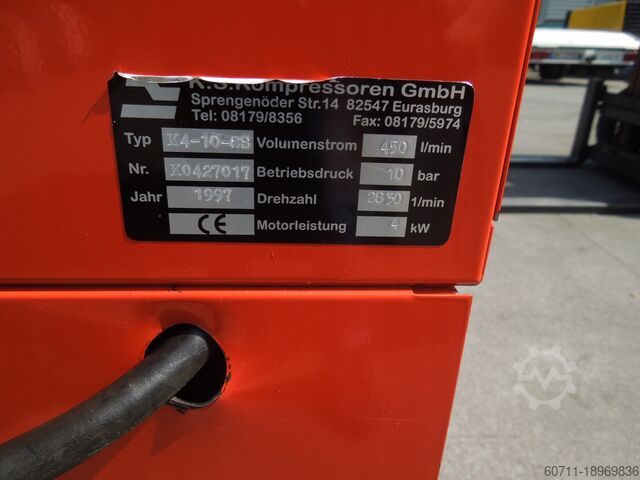 K.S.Kompressoren GmbH
Sprengenöder Str.14 82547 Eurasburg
Tel: 08179/8356 Fax: 08179/5974
Typ K4-10-SS Volumenstrom 450 l/min
Nr. K0427017 Betriebsdruck 10 bar
Jahr 1997 Drehzahl 2850 1/min
CE Motorleistung 4 kW
60711-18969836